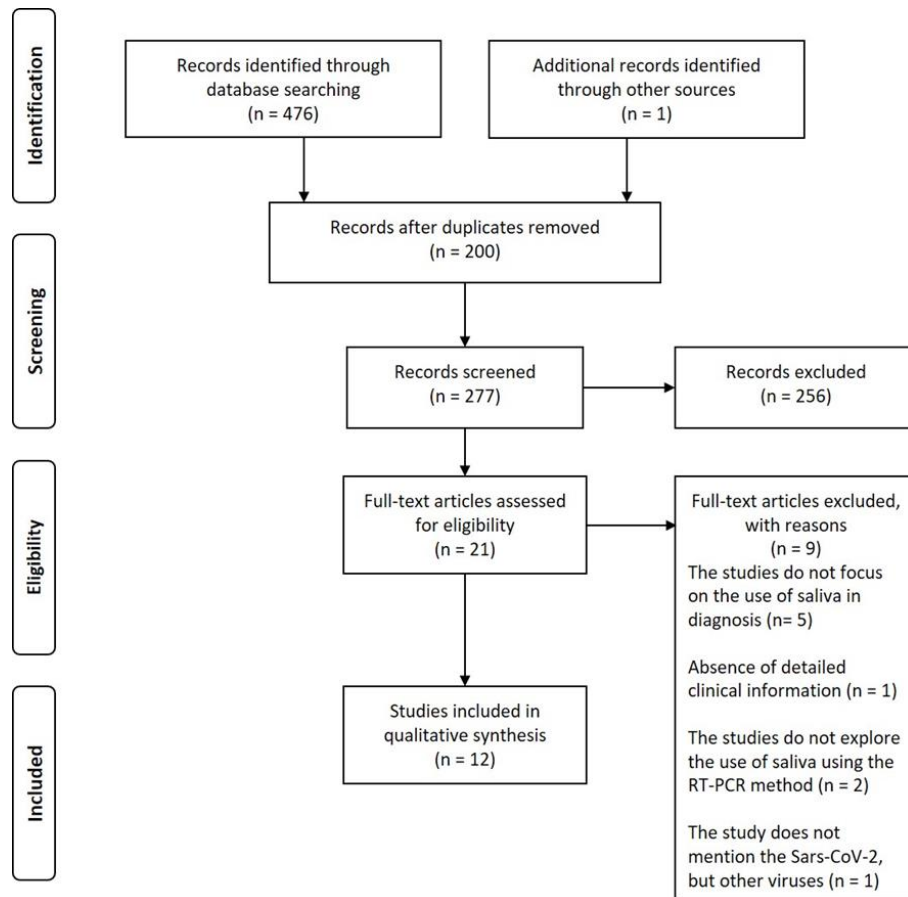 Identification
Records identified through
database searching
(n = 476)
Additional records identified
through other sources
(n = 1)
Screening
Records after duplicates removed
(n = 200)
Records screened
(n = 277)
Records excluded
(n = 256)
Eligibility
Full-text articles assessed
for eligibility
(n = 21)
Full-text articles excluded,
with reasons
(n = 9)
The studies do not focus
on the use of saliva in
diagnosis (n= 5)
Absence of detailed
clinical information (n = 1)
The studies do not explore
the use of saliva using the
RT-PCR method (n = 2)
The study does not
mention the Sars-CoV-2,
but other viruses (n = 1)
Included
Studies included in
qualitative synthesis
(n = 12)